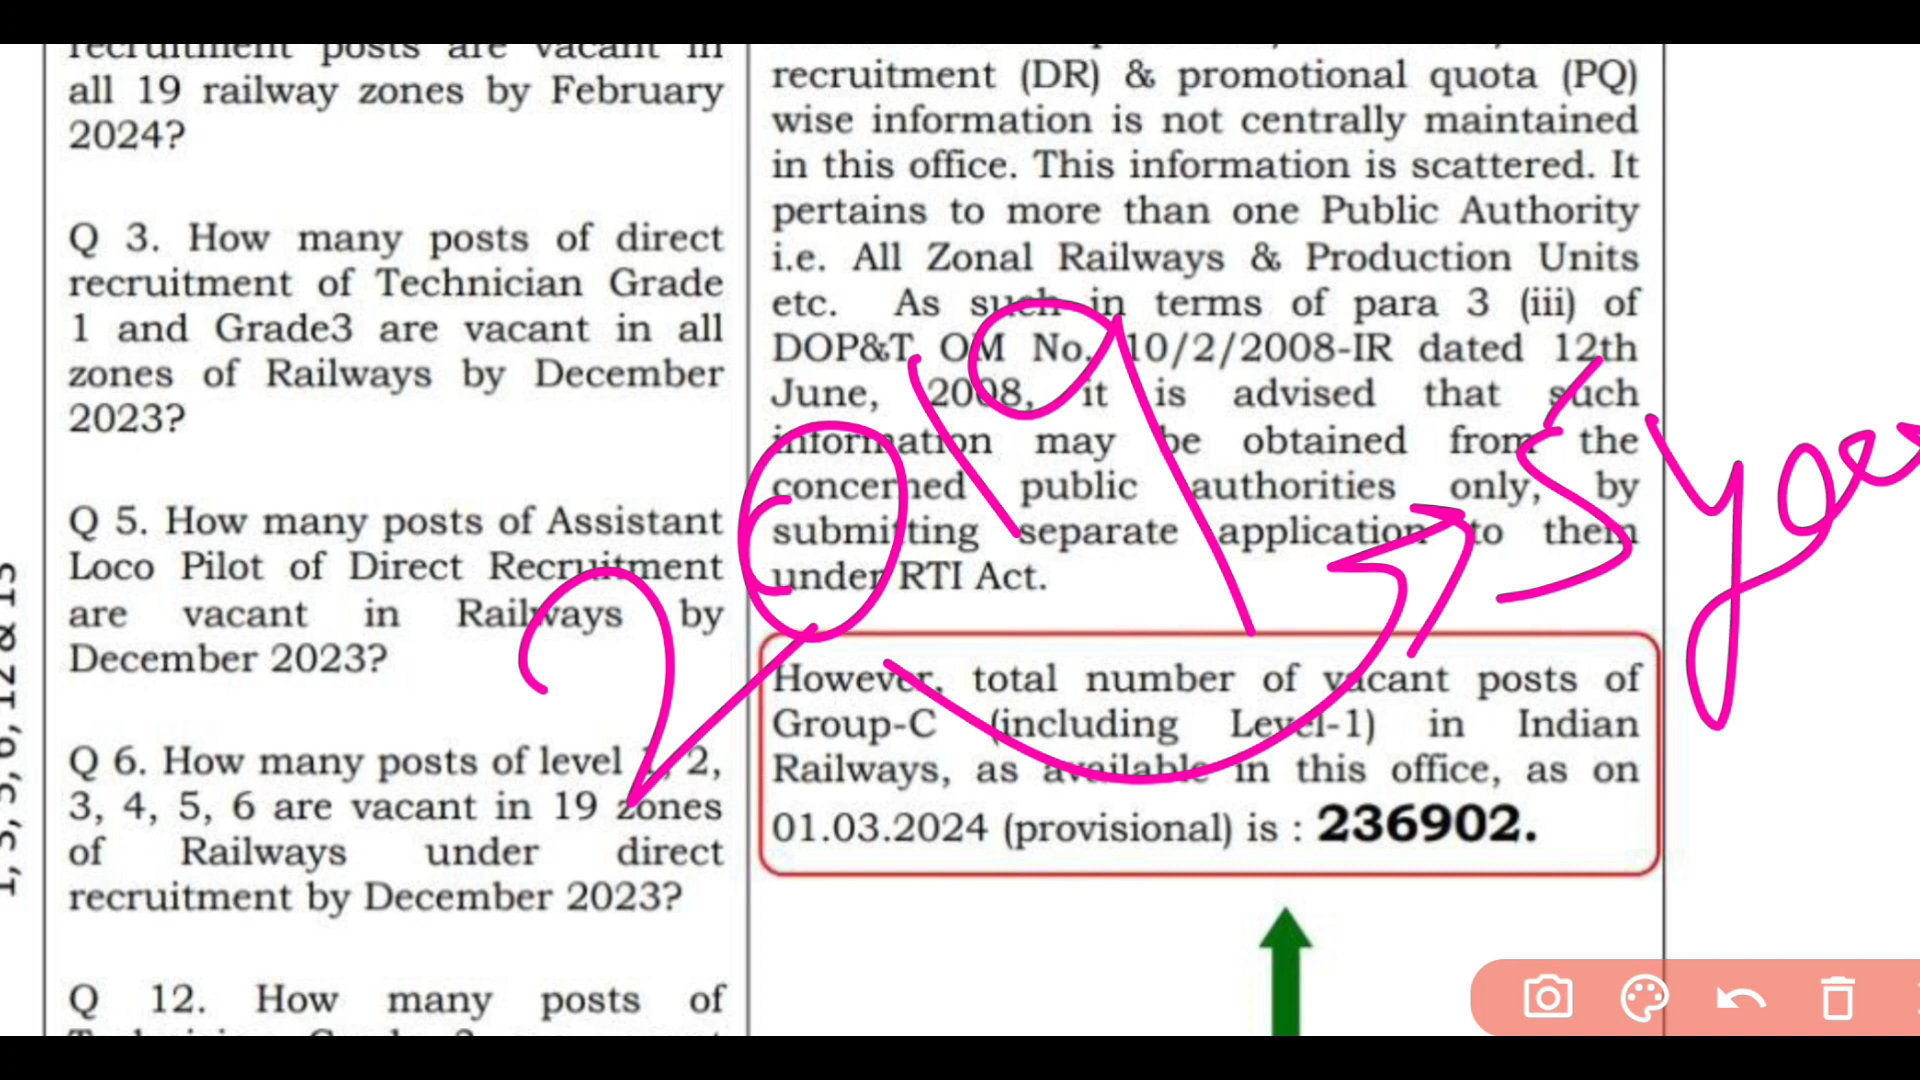 recruitment posts are vacant in
all 19 railway zones by February
2024?
Q 3. How many posts of direct
recruitment of Technician Grade
1 and Grade3 are vacant in all
zones of Railways by December
2023?
Q 5. How many posts of Assistant
Loco Pilot of Direct Recruitment
are vacant in Railways by
December 2023?
Q 6. How many posts of level 1, 2,
3, 4, 5, 6 are vacant in 19 zones
of Railways under direct
recruitment by December 2023?
Q 12. How many posts of
recruitment (DR) & promotional quota (PQ)
wise information is not centrally maintained
in this office. This information is scattered. It
pertains to more than one Public Authority
i.e. All Zonal Railways & Production Units
etc. As such in terms of para 3 (iii) of
DOP&T OM No. 10/2/2008-IR dated 12th
June, 2008, it is advised that such
information may be obtained from the
concerned public authorities only, by
submitting separate application to them
under RTI Act.
However, total number of vacant posts of
Group-C (including Level-1) in Indian
Railways, as available in this office, as on
01.03.2024 (provisional) is : 236902.
2019
5 year